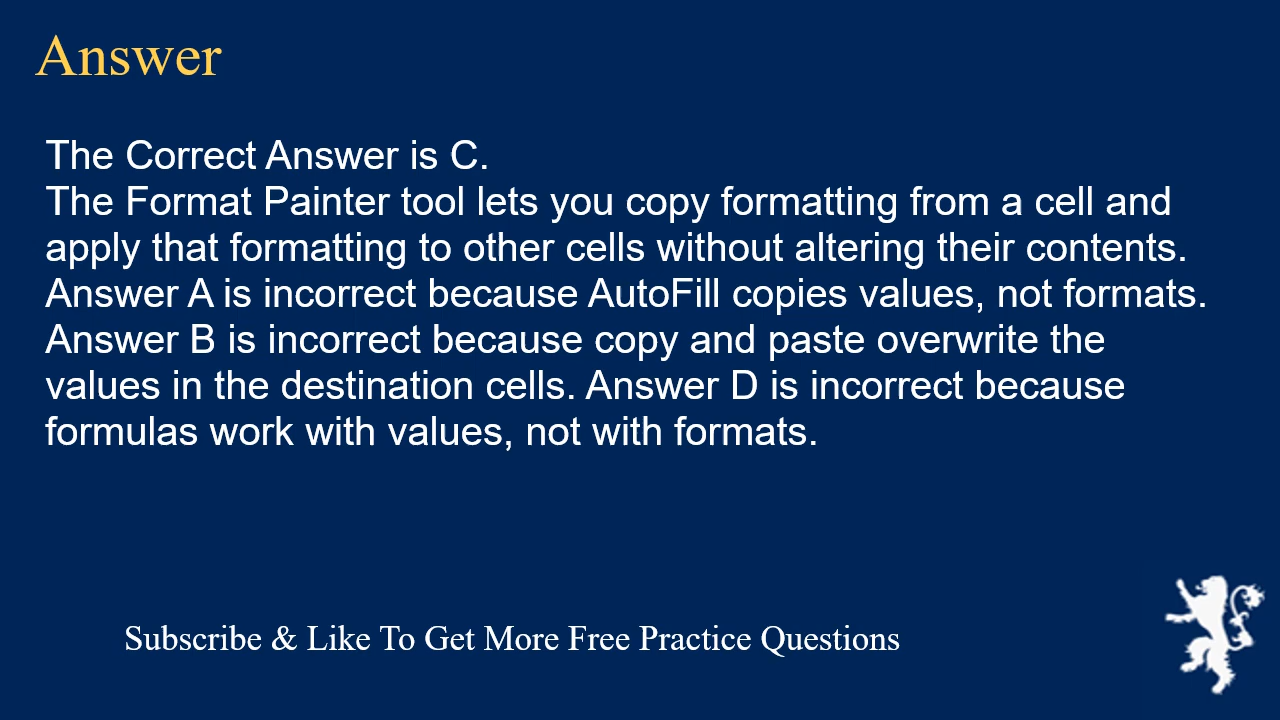 Answer
The Correct Answer is C.
The Format Painter tool lets you copy formatting from a cell and
apply that formatting to other cells without altering their contents.
Answer A is incorrect because AutoFill copies values, not formats.
Answer B is incorrect because copy and paste overwrite the
values in the destination cells. Answer D is incorrect because
formulas work with values, not with formats.
Subscribe & Like To Get More Free Practice Questions